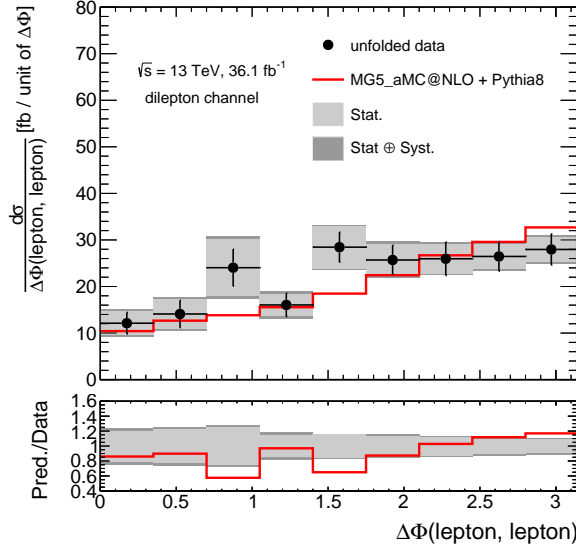 dσ
ΔΦ(lepton, lepton) [fb / unit of ΔΦ]
80
70
60
50
40
30
20
10
0
√s = 13 TeV, 36.1 fb⁻¹
dilepton channel
unfolded data
MG5_aMC@NLO + Pythia8
Stat.
Stat ⊕ Syst.
Pred./Data
1.6
1.4
1.2
1
0.8
0.6
0.4
0 0.5 1 1.5 2 2.5 3
ΔΦ(lepton, lepton)